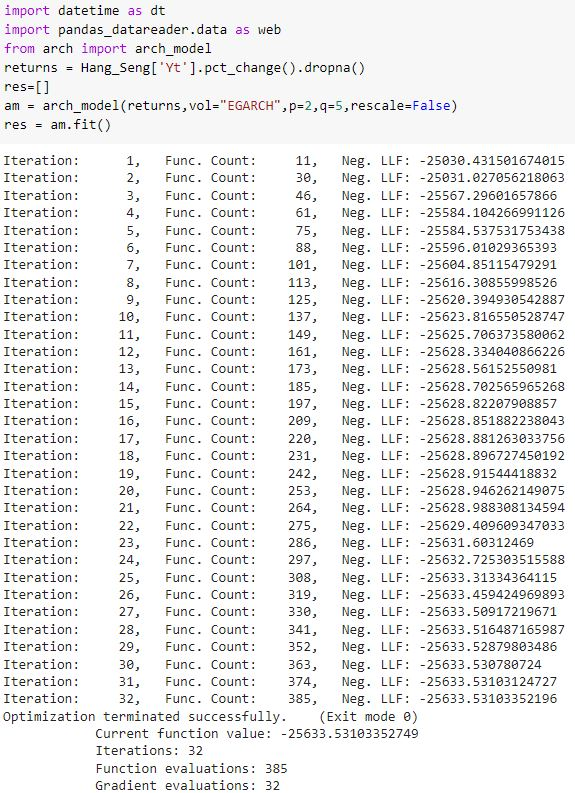 import datetime as dt
import pandas_datareader.data as web
from arch import arch_model
returns = Hang_Seng['Yt'].pct_change().dropna()
res=[]
am = arch_model(returns,vol="EGARCH",p=2,q=5,rescale=False)
res = am.fit()
Iteration:      1,   Func. Count:     11,   Neg. LLF: -25030.431501674015
Iteration:      2,   Func. Count:     30,   Neg. LLF: -25031.027056218063
Iteration:      3,   Func. Count:     46,   Neg. LLF: -25567.29601657866
Iteration:      4,   Func. Count:     61,   Neg. LLF: -25584.104266991126
Iteration:      5,   Func. Count:     75,   Neg. LLF: -25584.537531753438
Iteration:      6,   Func. Count:     88,   Neg. LLF: -25596.01029365393
Iteration:      7,   Func. Count:    101,   Neg. LLF: -25604.85115479291
Iteration:      8,   Func. Count:    113,   Neg. LLF: -25616.30855998526
Iteration:      9,   Func. Count:    125,   Neg. LLF: -25620.394930542887
Iteration:     10,   Func. Count:    137,   Neg. LLF: -25623.816550528747
Iteration:     11,   Func. Count:    149,   Neg. LLF: -25625.706373580062
Iteration:     12,   Func. Count:    161,   Neg. LLF: -25628.334040866226
Iteration:     13,   Func. Count:    173,   Neg. LLF: -25628.56152550981
Iteration:     14,   Func. Count:    185,   Neg. LLF: -25628.702565965268
Iteration:     15,   Func. Count:    197,   Neg. LLF: -25628.82207908857
Iteration:     16,   Func. Count:    209,   Neg. LLF: -25628.851882238043
Iteration:     17,   Func. Count:    220,   Neg. LLF: -25628.881263033756
Iteration:     18,   Func. Count:    231,   Neg. LLF: -25628.896727450192
Iteration:     19,   Func. Count:    242,   Neg. LLF: -25628.91544418832
Iteration:     20,   Func. Count:    253,   Neg. LLF: -25628.946262149075
Iteration:     21,   Func. Count:    264,   Neg. LLF: -25628.988308134594
Iteration:     22,   Func. Count:    275,   Neg. LLF: -25629.409609347033
Iteration:     23,   Func. Count:    286,   Neg. LLF: -25631.60312469
Iteration:     24,   Func. Count:    297,   Neg. LLF: -25632.725303515588
Iteration:     25,   Func. Count:    308,   Neg. LLF: -25633.31334364115
Iteration:     26,   Func. Count:    319,   Neg. LLF: -25633.459424969893
Iteration:     27,   Func. Count:    330,   Neg. LLF: -25633.50917219671
Iteration:     28,   Func. Count:    341,   Neg. LLF: -25633.516487165987
Iteration:     29,   Func. Count:    352,   Neg. LLF: -25633.52879803486
Iteration:     30,   Func. Count:    363,   Neg. LLF: -25633.530780724
Iteration:     31,   Func. Count:    374,   Neg. LLF: -25633.53103124727
Iteration:     32,   Func. Count:    385,   Neg. LLF: -25633.53103352196
Optimization terminated successfully.    (Exit mode 0)
Current function value: -25633.53103352749
Iterations: 32
Function evaluations: 385
Gradient evaluations: 32